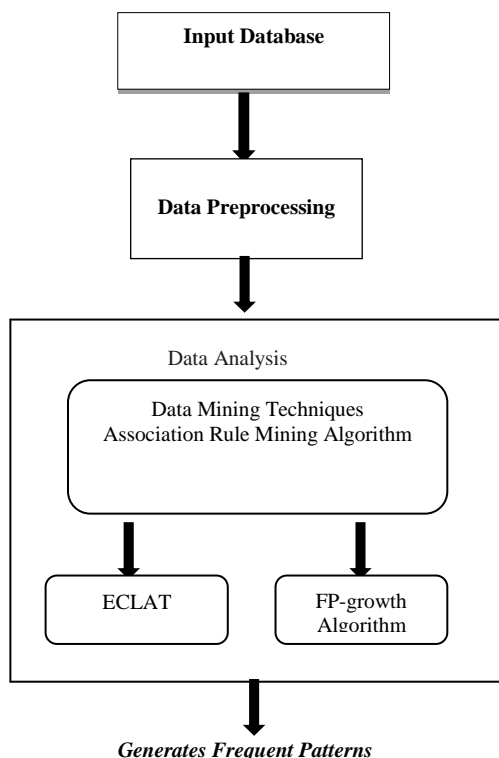 Input Database
Data Preprocessing
Data Analysis
Data Mining Techniques
Association Rule Mining Algorithm
ECLAT
FP-growth
Algorithm
Generates Frequent Patterns